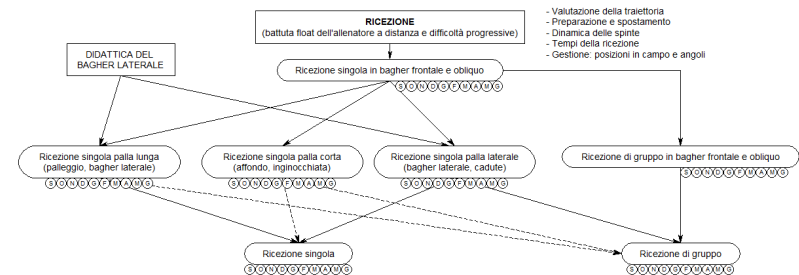 RICEZIONE
(battuta float dell'allenatore a distanza e difficoltà progressive)
- Valutazione della traiettoria
- Preparazione e spostamento
- Dinamica delle spinte
- Tempi della ricezione
- Gestione: posizioni in campo e angoli
DIDATTICA DEL
BAGHER LATERALE
Ricezione singola in bagher frontale e obliquo
S O N D G F M A M G
Ricezione singola palla lunga
(palleggio, bagher laterale)
S O N D G F M A M G
Ricezione singola palla corta
(affondo, inginocchiata)
S O N D G F M A M G
Ricezione singola palla laterale
(bagher laterale, cadute)
S O N D G F M A M G
Ricezione di gruppo in bagher frontale e obliquo
S O N D G F M A M G
Ricezione singola
S O N D G F M A M G
Ricezione di gruppo
S O N D G F M A M G